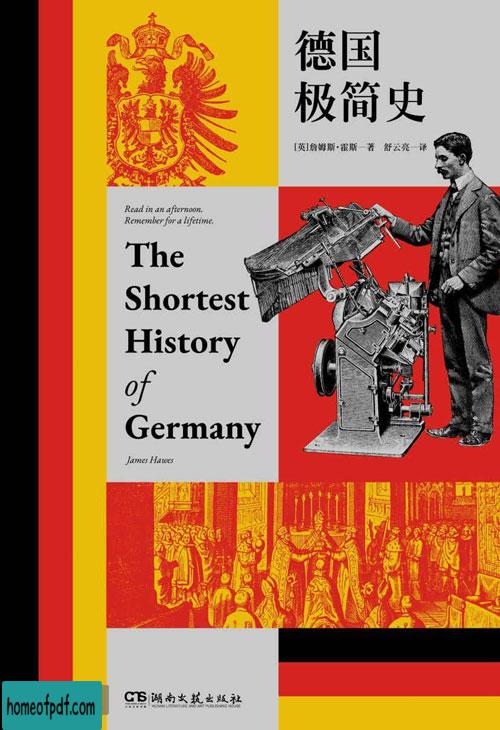 德国
极简史
[英]詹姆斯·霍斯—著 舒云亮—译
Read in an afternoon.
Remember for a lifetime.
The
Shortest
History
of
Germany
James Hawes
湖南文艺出版社
HUNAN LITERATURE AND ART PUBLISHING HOUSE
homeofpdf.com